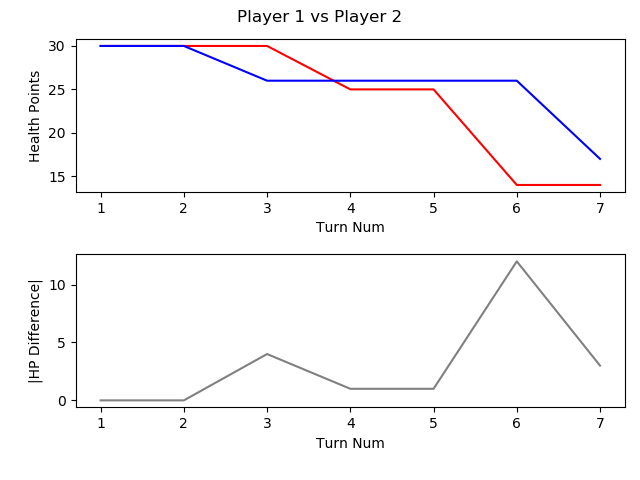 Player 1 vs Player 2
30
25
20
15
Health Points
1 2 3 4 5 6 7
Turn Num
10
5
0
|HP Difference|
1 2 3 4 5 6 7
Turn Num